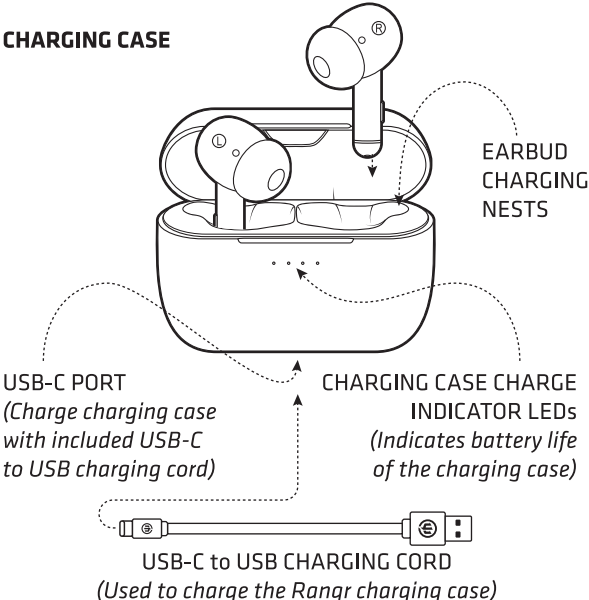 CHARGING CASE
R
L
EARBUD
CHARGING
NESTS
USB-C PORT
(Charge charging case
with included USB-C
to USB charging cord)
CHARGING CASE CHARGE
INDICATOR LEDs
(Indicates battery life
of the charging case)
USB-C to USB CHARGING CORD
(Used to charge the Rangr charging case)